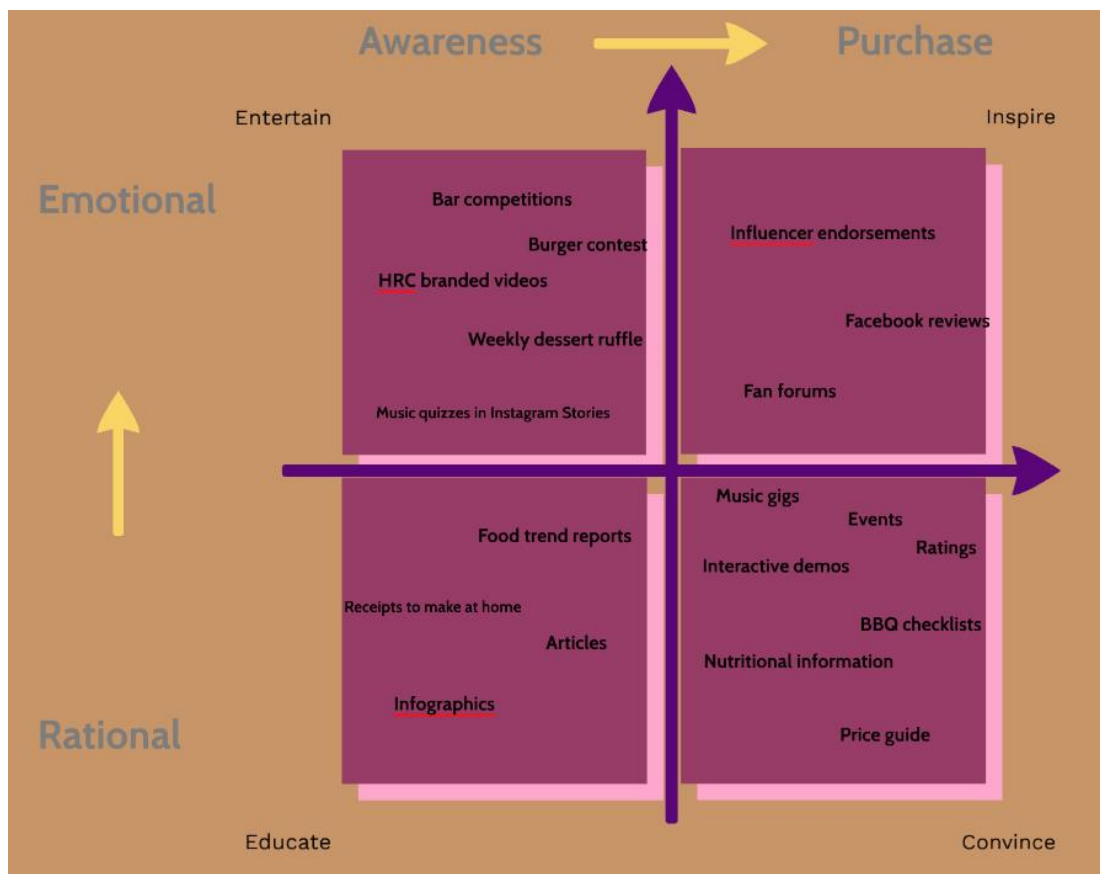 Awareness
Purchase
Entertain
Inspire
Emotional
Bar competitions
Burger contest
HRC branded videos
Weekly dessert ruffle
Music quizzes in Instagram Stories
Influencer endorsements
Facebook reviews
Fan forums
Food trend reports
Receipts to make at home
Articles
Infographics
Music gigs
Events
Ratings
Interactive demos
BBQ checklists
Nutritional information
Price guide
Rational
Educate
Convince